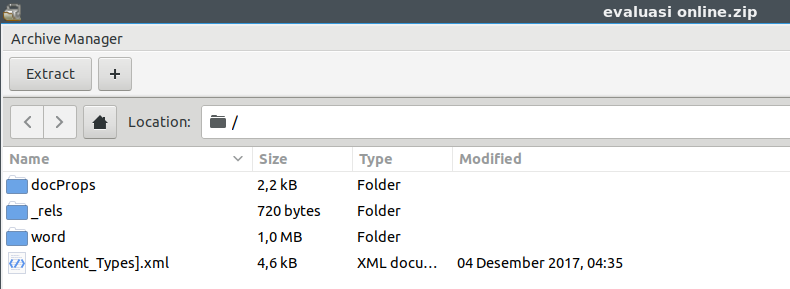 evaluasi online.zip
Archive Manager
Extract +
Location: /
Name Size Type Modified
docProps 2,2 kB Folder
_rels 720 bytes Folder
word 1,0 MB Folder
[Content_Types].xml 4,6 kB XML docu... 04 Desember 2017, 04:35